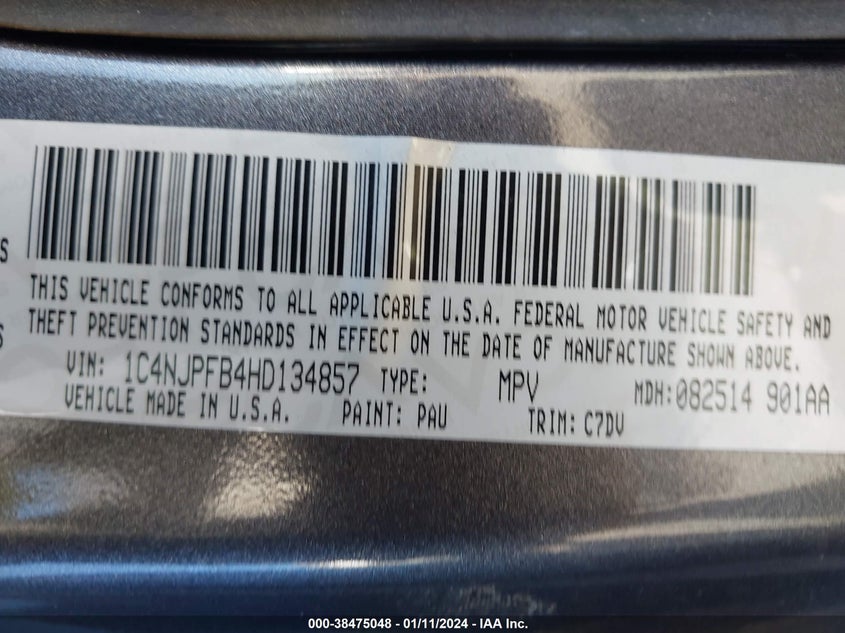 S
THIS VEHICLE CONFORMS TO ALL APPLICABLE U.S.A. FEDERAL MOTOR VEHICLE SAFETY AND
S
THEFT PREVENTION STANDARDS IN EFFECT ON THE DATE OF MANUFACTURE SHOWN ABOVE.
VIN: 1C4NJPFB4HD134857 TYPE: MPV MDH:082514 901AA
VEHICLE MADE IN U.S.A. PAINT: PAU TRIM: C7DV
000-38475048 - 01/11/2024 - IAA Inc.